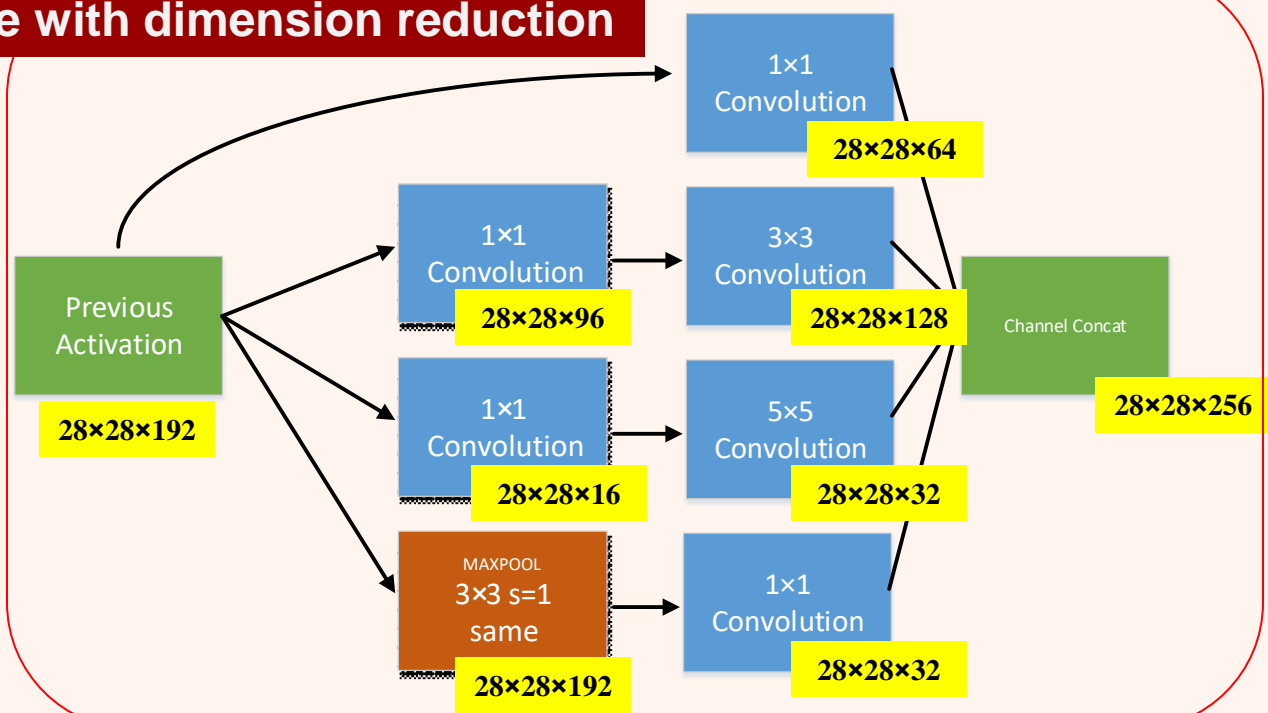 e with dimension reduction
1×1
Convolution
28×28×64
1×1
Convolution
28×28×96
3×3
Convolution
28×28×128
Previous
Activation
28×28×192
Channel Concat
28×28×256
1×1
Convolution
28×28×16
5×5
Convolution
28×28×32
MAXPOOL
3×3 s=1
same
28×28×192
1×1
Convolution
28×28×32